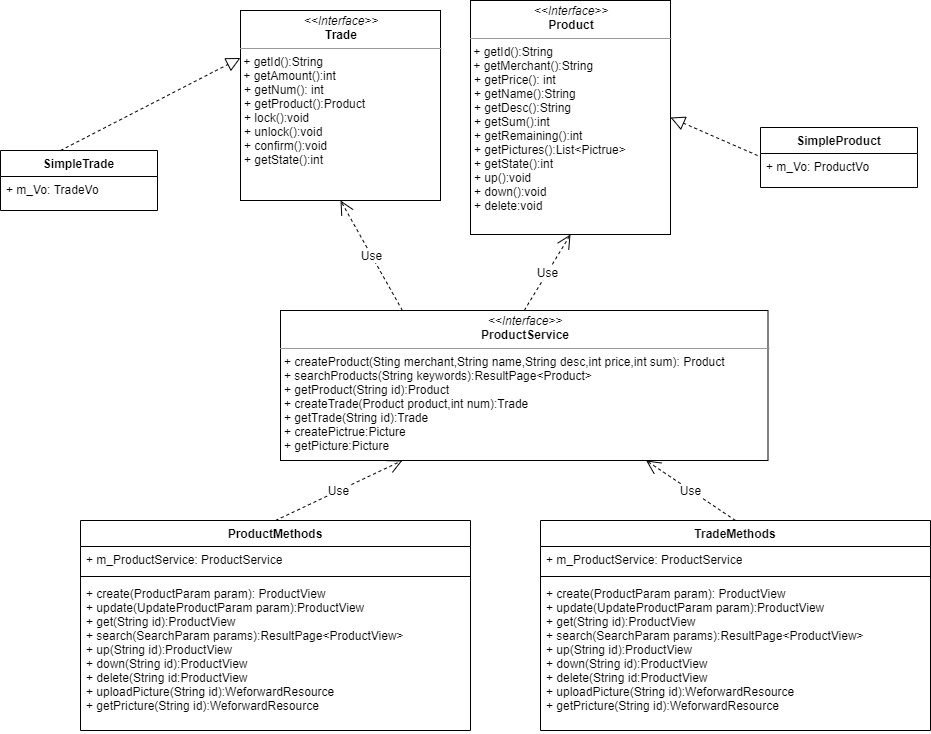 <<Interface>>
Trade
+ getId():String
+ getAmount():int
+ getNum(): int
+ getProduct():Product
+ lock():void
+ unlock():void
+ confirm():void
+ getState():int
<<Interface>>
Product
+ getId():String
+ getMerchant():String
+ getPrice(): int
+ getName():String
+ getDesc():String
+ getSum():int
+ getRemaining():int
+ getPictures():List<Pictrue>
+ getState():int
+ up():void
+ down():void
+ delete:void
SimpleTrade
+ m_Vo: TradeVo
SimpleProduct
+ m_Vo: ProductVo
Use
Use
<<Interface>>
ProductService
+ createProduct(Sting merchant,String name,String desc,int price,int sum): Product
+ searchProducts(String keywords):ResultPage<Product>
+ getProduct(String id):Product
+ createTrade(Product product,int num):Trade
+ getTrade(String id):Trade
+ createPictrue:Picture
+ getPicture:Picture
Use
Use
ProductMethods
+ m_ProductService: ProductService
+ create(ProductParam param): ProductView
+ update(UpdateProductParam param):ProductView
+ get(String id):ProductView
+ search(SearchParam params):ResultPage<ProductView>
+ up(String id):ProductView
+ down(String id):ProductView
+ delete(String id:ProductView
+ uploadPicture(String id):WeforwardResource
+ getPricture(String id):WeforwardResource
TradeMethods
+ m_ProductService: ProductService
+ create(ProductParam param): ProductView
+ update(UpdateProductParam param):ProductView
+ get(String id):ProductView
+ search(SearchParam params):ResultPage<ProductView>
+ up(String id):ProductView
+ down(String id):ProductView
+ delete(String id:ProductView
+ uploadPicture(String id):WeforwardResource
+ getPricture(String id):WeforwardResource